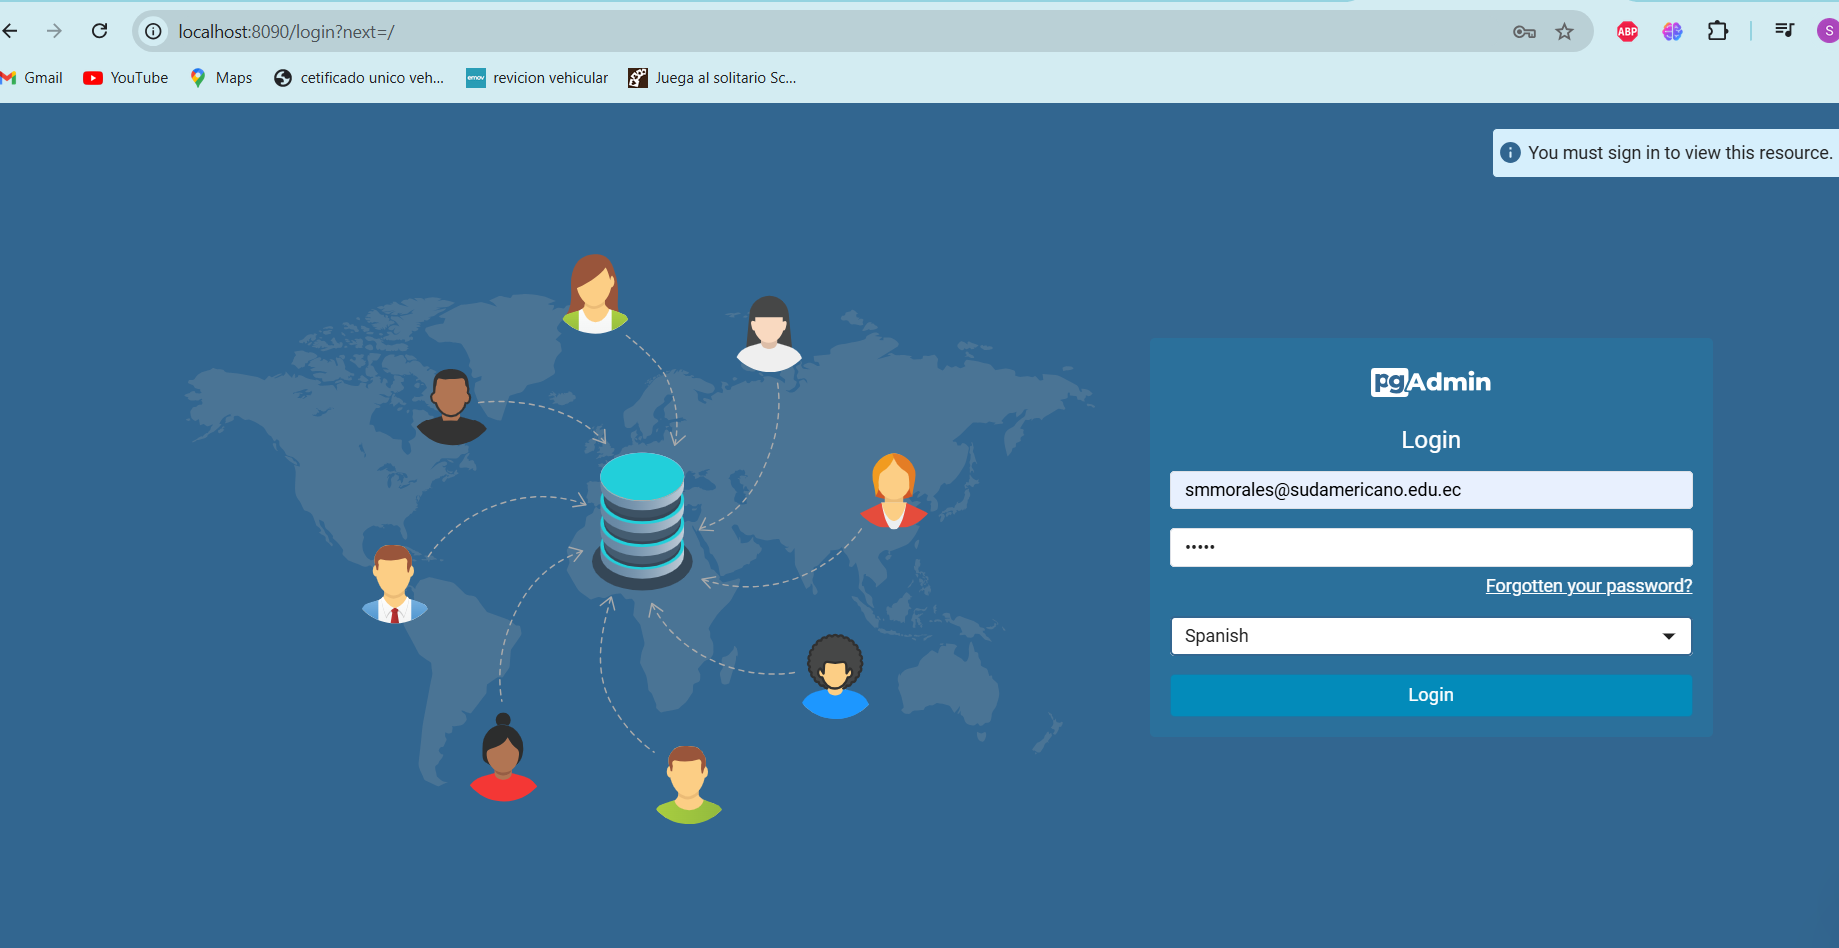 localhost:8090/login?next=/
ABP
S
Gmail
YouTube
Maps
cetificado unico veh...
emov
revicion vehicular
Juega al solitario Sc...
You must sign in to view this resource.
pgAdmin
Login
smmorales@sudamericano.edu.ec
•••••
Forgotten your password?
Spanish
Login